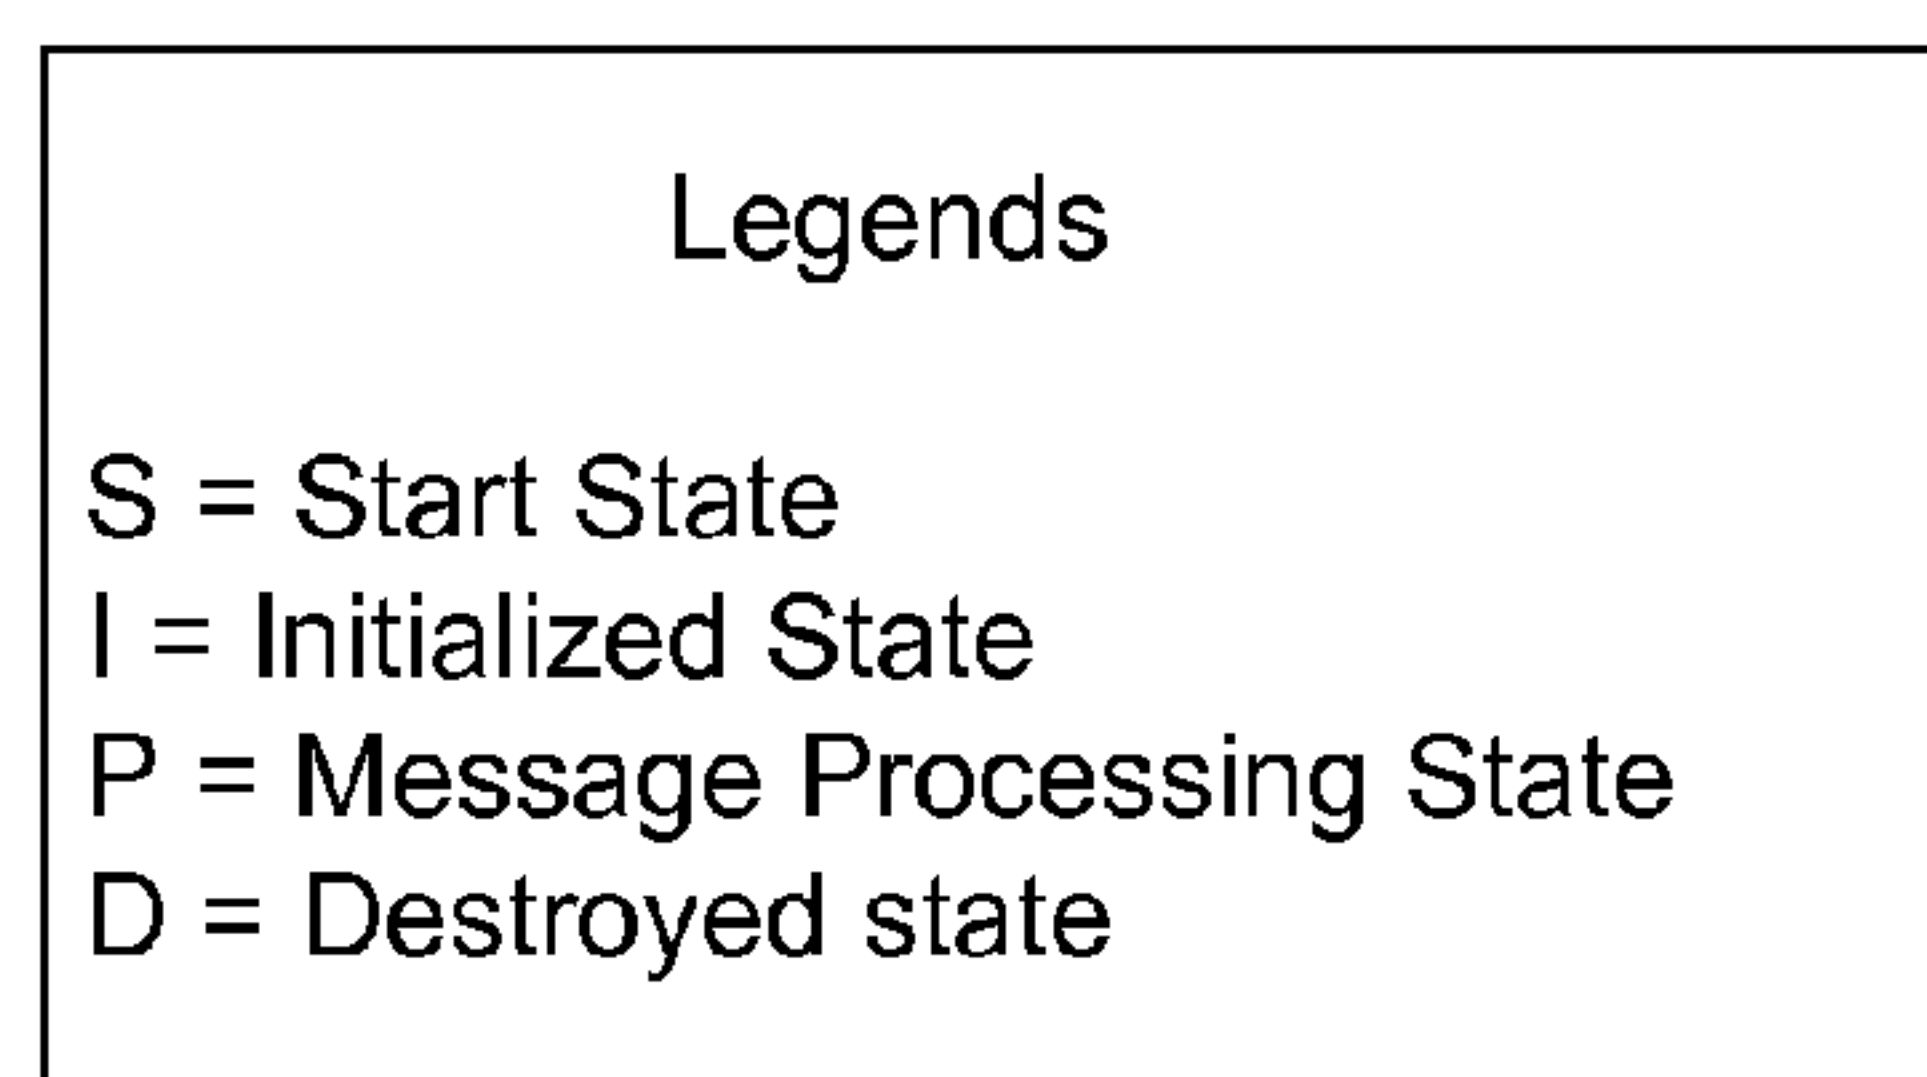 Legends
S = Start State
I = Initialized State
P = Message Processing State
D = Destroyed state